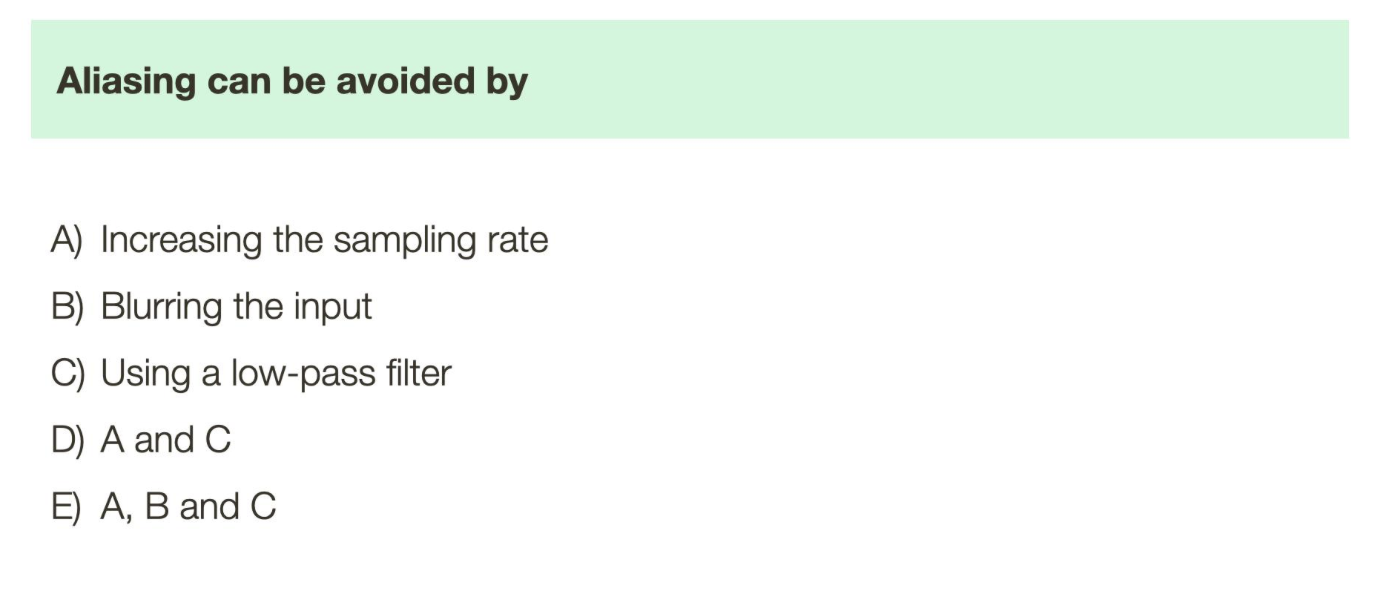 Aliasing can be avoided by
A) Increasing the sampling rate
B) Blurring the input
C) Using a low-pass filter
D) A and C
E) A, B and C